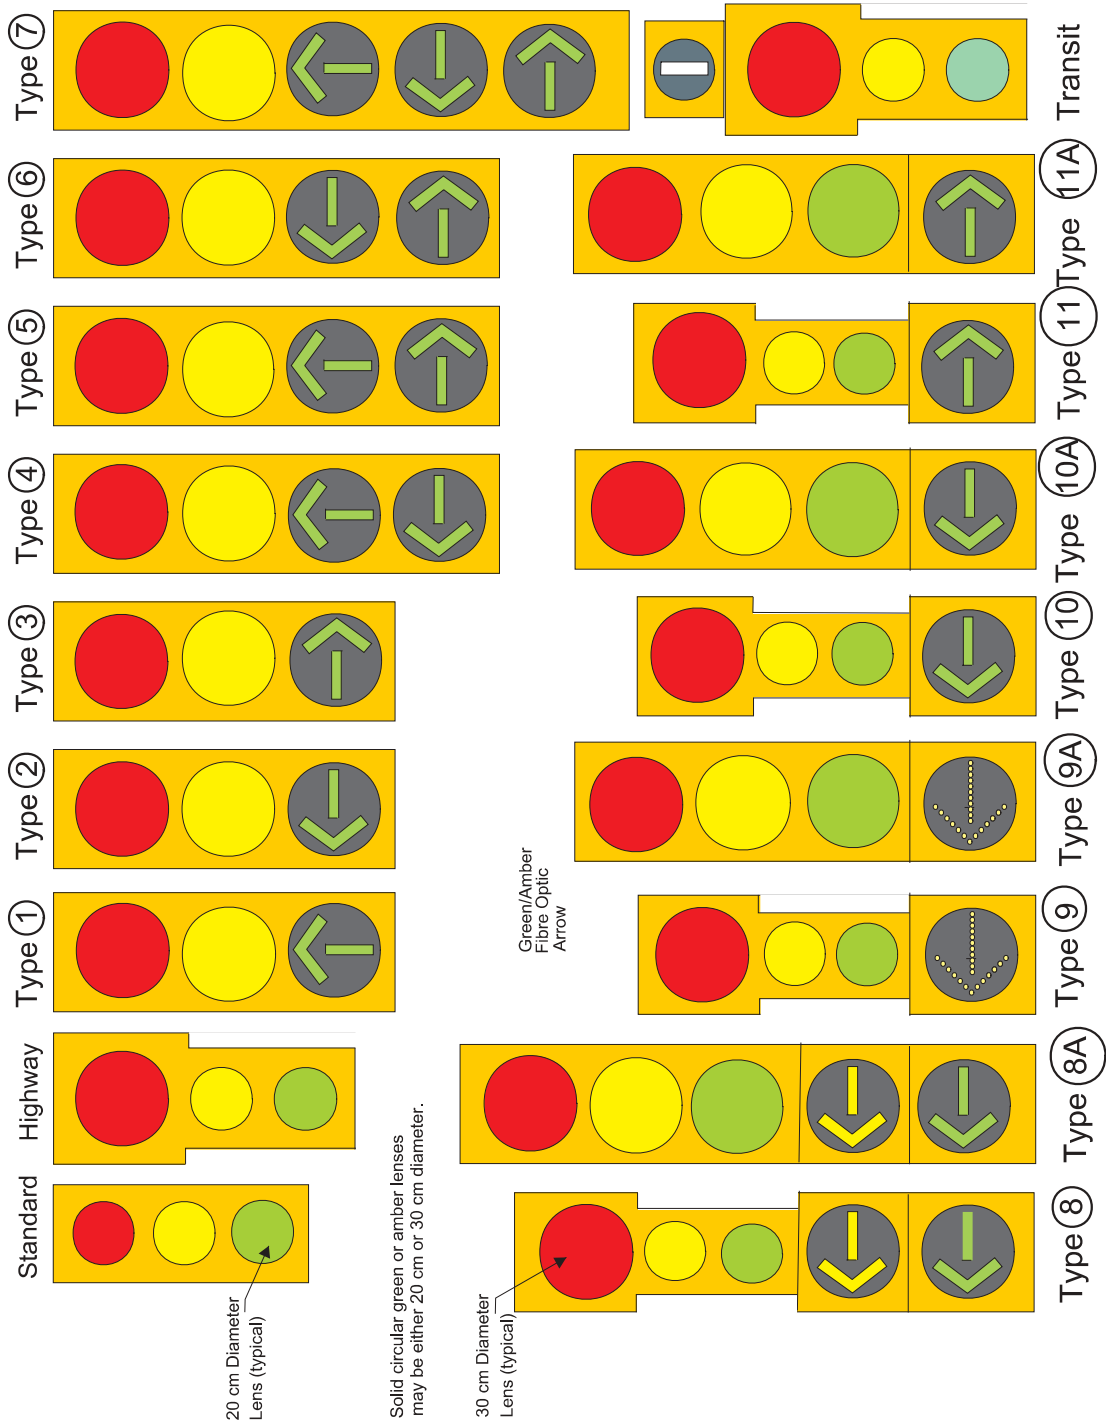 Standard
Highway
Type 1
Type 2
Type 3
Type 4
Type 5
Type 6
Type 7
20 cm Diameter
Lens (typical)
Solid circular green or amber lenses
may be either 20 cm or 30 cm diameter.
30 cm Diameter
Lens (typical)
Green/Amber
Fibre Optic
Arrow
Type 8
Type 8A
Type 9
Type 9A
Type 10
Type 10A
Type 11
Type 11A
Transit